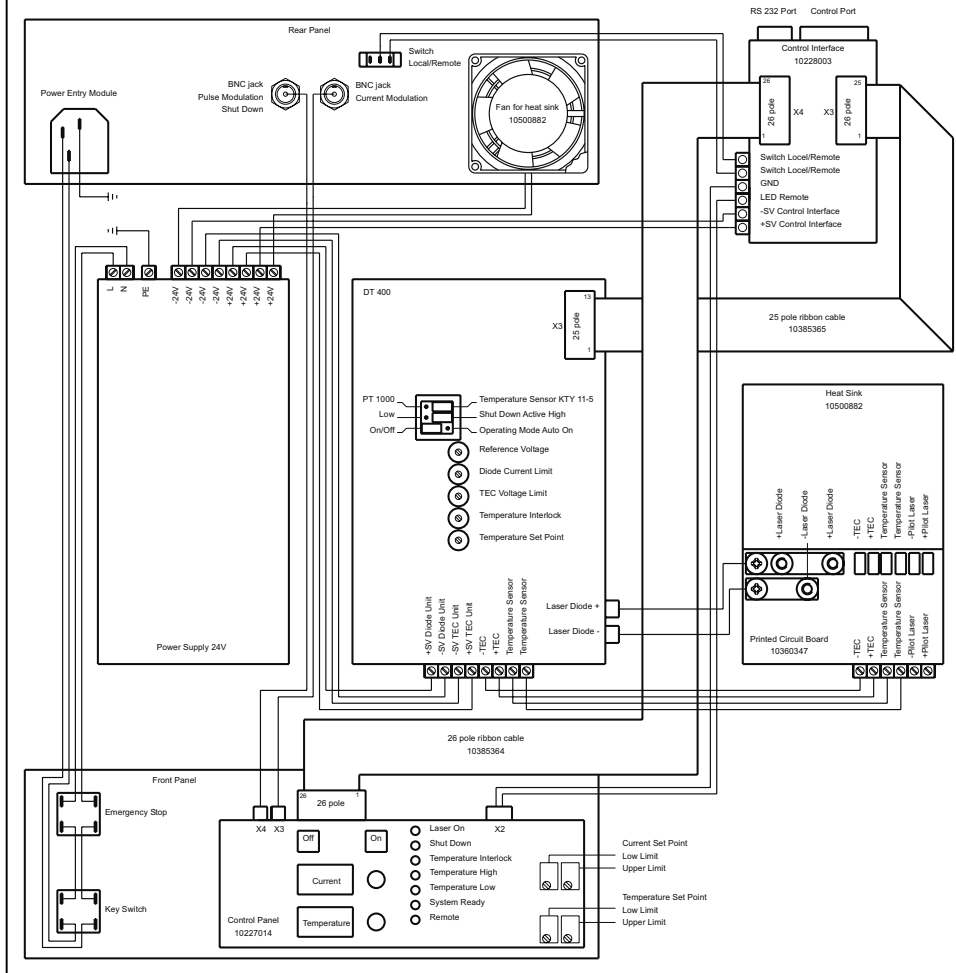 RS 232 Port
Control Port
Rear Panel
Switch
Local/Remote
Control Interface
10228003
Power Entry Module
BNC jack
Pulse Modulation
Shut Down
BNC jack
Current Modulation
Fan for heat sink
10500882
26
26 pole
1
X4
X3
25
26 pole
1
Switch Local/Remote
Switch Local/Remote
GND
LED Remote
-SV Control Interface
+SV Control Interface
L
N
PE
-24V
-24V
-24V
-24V
+24V
+24V
+24V
+24V
DT 400
X3
13
25 pole
1
25 pole ribbon cable
10385365
PT 1000
Low
On/Off
Temperature Sensor KTY 11-5
Shut Down Active High
Operating Mode Auto On
Reference Voltage
Diode Current Limit
TEC Voltage Limit
Temperature Interlock
Temperature Set Point
Heat Sink
10500882
+Laser Diode
-Laser Diode
+Laser Diode
-TEC
+TEC
Temperature Sensor
Temperature Sensor
-Pilot Laser
+Pilot Laser
Laser Diode +
Laser Diode -
+SV Diode Unit
-SV Diode Unit
-SV TEC Unit
+SV TEC Unit
-TEC
+TEC
Temperature Sensor
Temperature Sensor
Power Supply 24V
Printed Circuit Board
10360347
-TEC
+TEC
Temperature Sensor
Temperature Sensor
-Pilot Laser
+Pilot Laser
26 pole ribbon cable
10385364
Front Panel
Emergency Stop
Key Switch
26
1
26 pole
X4
X3
X2
Off
On
Current
Temperature
Control Panel
10227014
Laser On
Shut Down
Temperature Interlock
Temperature High
Temperature Low
System Ready
Remote
Current Set Point
Low Limit
Upper Limit
Temperature Set Point
Low Limit
Upper Limit